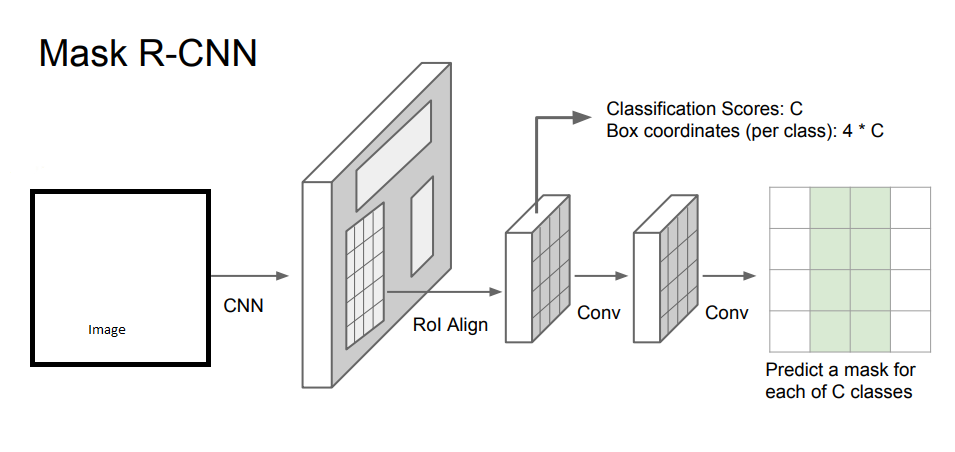 Mask R-CNN
Classification Scores: C
Box coordinates (per class): 4 * C
Image
CNN
RoI Align
Conv
Conv
Predict a mask for
each of C classes